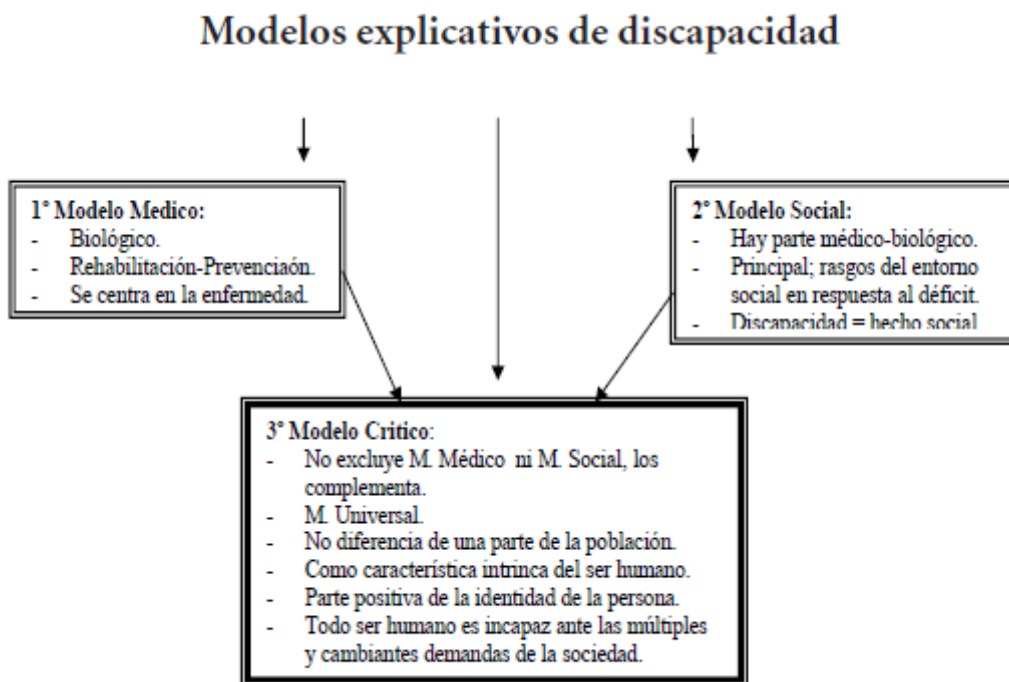 Modelos explicativos de discapacidad
1° Modelo Medico:
- Biológico.
- Rehabilitación-Prevenciaón.
- Se centra en la enfermedad.
2° Modelo Social:
- Hay parte médico-biológico.
- Principal; rasgos del entorno
social en respuesta al déficit.
- Discapacidad = hecho social
3° Modelo Critico:
- No excluye M. Médico ni M. Social, los
complementa.
- M. Universal.
- No diferencia de una parte de la población.
- Como característica intrinca del ser humano.
- Parte positiva de la identidad de la persona.
- Todo ser humano es incapaz ante las múltiples
y cambiantes demandas de la sociedad.